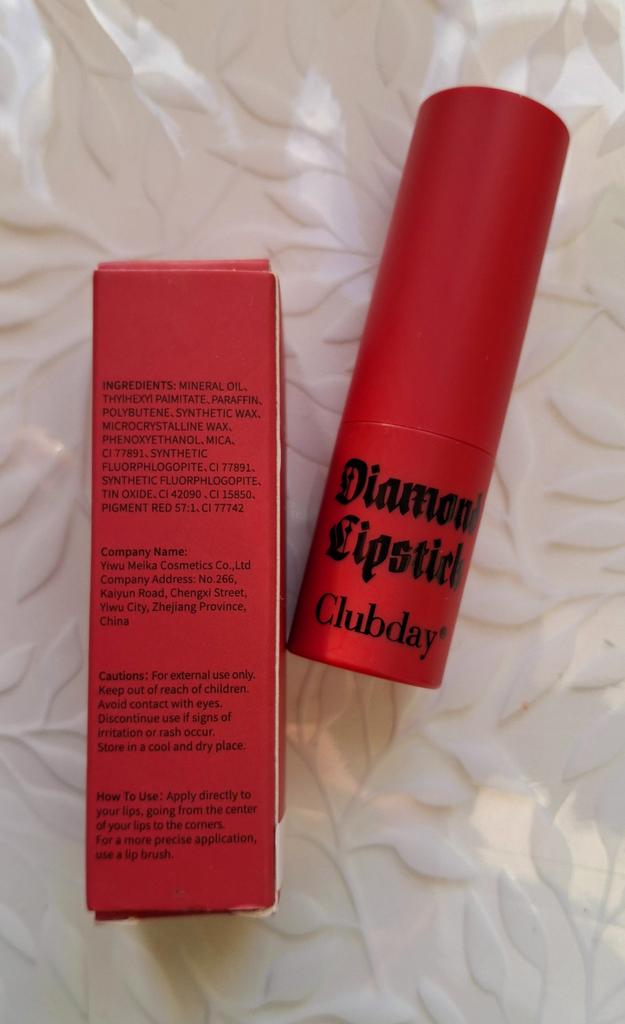 INGREDIENTS: MINERAL OIL、
THYIHEXYI PAIMITATE、PARAFFIN、
POLYBUTENE、SYNTHETIC WAX、
MICROCRYSTALLINE WAX、
PHENOXYETHANOL、MICA、
CI 77891、SYNTHETIC
FLUORPHLOGOPITE、CI 77891、
SYNTHETIC FLUORPHLOGOPITE、
TIN OXIDE、CI 42090 、CI 15850、
PIGMENT RED 57:1、CI 77742
Company Name:
Yiwu Meika Cosmetics Co.,Ltd
Company Address: No.266,
Kaiyun Road, Chengxi Street,
Yiwu City, Zhejiang Province,
China
Cautions: For external use only.
Keep out of reach of children.
Avoid contact with eyes.
Discontinue use if signs of
irritation or rash occur.
Store in a cool and dry place.
How To Use: Apply directly to
your lips, going from the center
of your lips to the corners.
For a more precise application,
use a lip brush.
Diamond
Lipstick
Clubday®